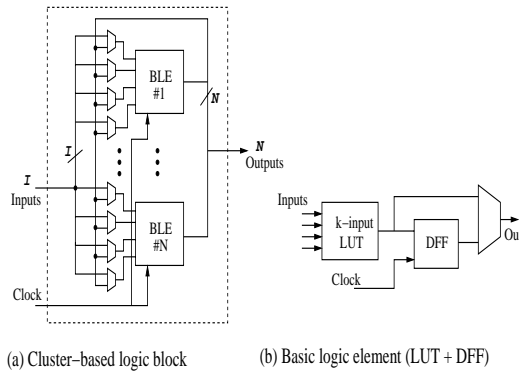 BLE
#1
N
I
N
Outputs
I
Inputs
BLE
#N
Clock
Inputs
k-input
LUT
DFF
Ou
Clock
(a) Cluster-based logic block
(b) Basic logic element (LUT + DFF)